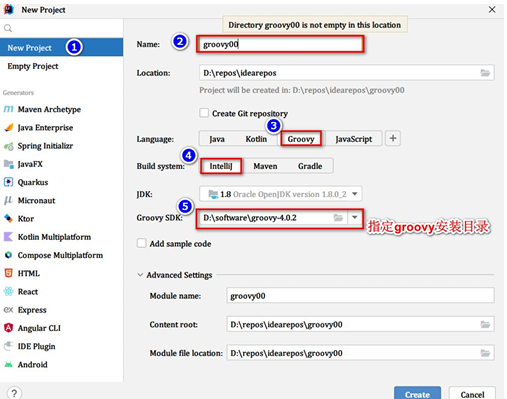 New Project
Directory groovy00 is not empty in this location
New Project
1
Empty Project
Generators
Maven Archetype
Java Enterprise
Spring Initializr
JavaFX
Quarkus
Micronaut
Ktor
Kotlin Multiplatform
Compose Multiplatform
HTML
React
Express
Angular CLI
IDE Plugin
Android
?
2
Name: groovy00
Location: D:\repos\idearepos
Project will be created in: D:\repos\idearepos\groovy00
Create Git repository
3
Language: Java Kotlin Groovy JavaScript +
4
Build system: IntelliJ Maven Gradle
JDK: 1.8 Oracle OpenJDK version 1.8.0_2
5
Groovy SDK: D:\software\groovy-4.0.2
指定groovy安装目录
Add sample code
Advanced Settings
Module name: groovy00
Content root: D:\repos\idearepos\groovy00
Module file location: D:\repos\idearepos\groovy00
Create Cancel